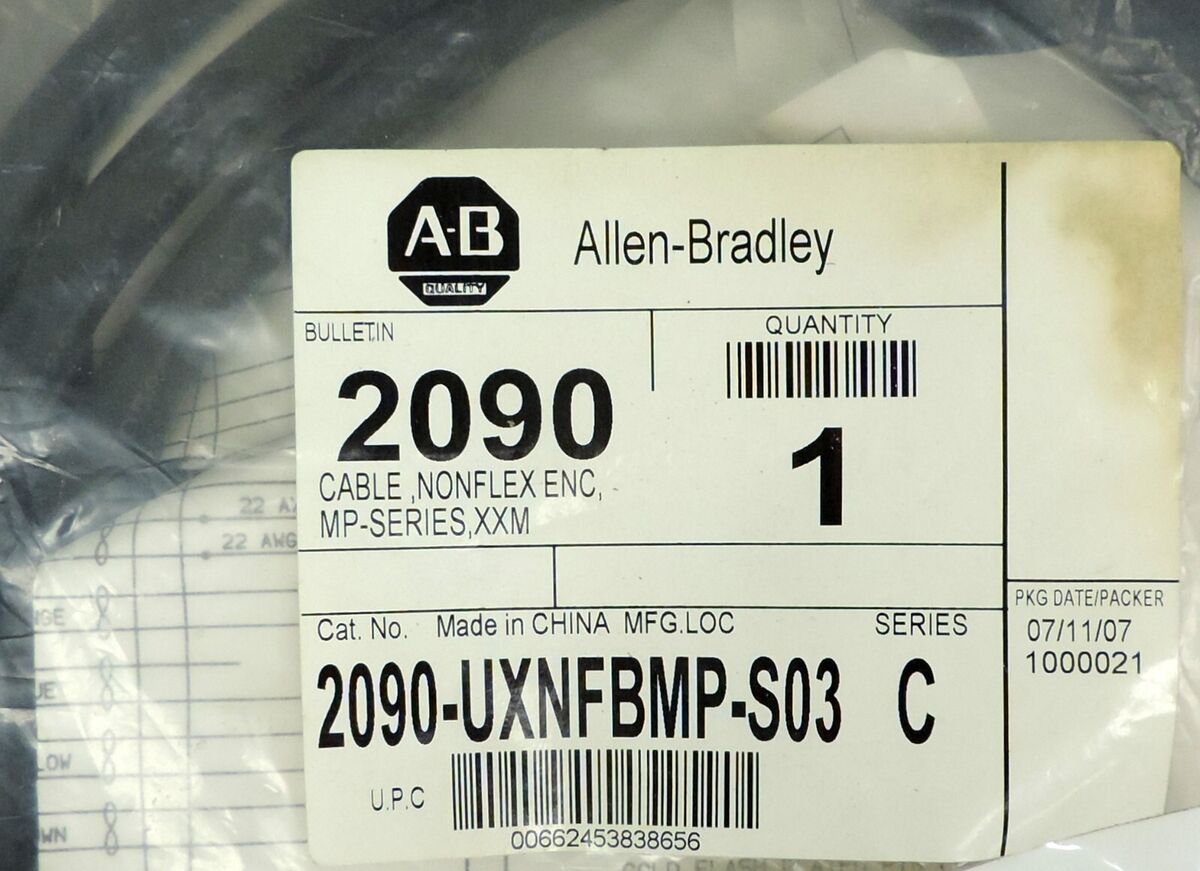 A-B
QUALITY
Allen-Bradley
BULLETIN
2090
CABLE ,NONFLEX ENC,
MP-SERIES,XXM
QUANTITY
1
Cat. No. Made in CHINA MFG.LOC
SERIES
2090-UXNFBMP-S03 C
U.P.C
00662453838656
PKG DATE/PACKER
07/11/07
1000021
22
22 AWG